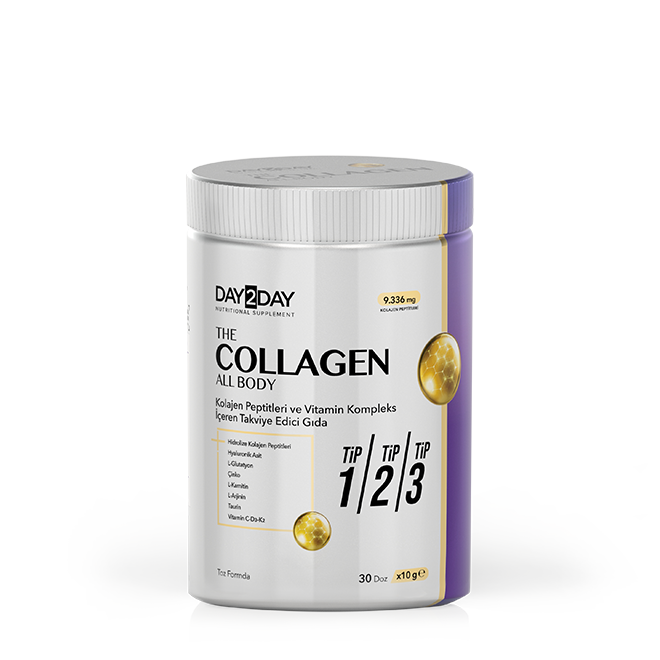 DAY2DAY
COLLAGEN
DAY2DAY
NUTRITIONAL SUPPLEMENT
9.336 mg
KOLAJEN PEPTİTLERİ
THE
COLLAGEN
ALL BODY
Kolajen Peptitleri ve Vitamin Kompleks
İçeren Takviye Edici Gıda
Hidrolize Kolajen Peptitleri
Hyaluronik Asit
L-Glutatyon
Çinko
L-Karnitin
L-Arjinin
Taurin
Vitamin C-D3-K2
TİP 1/ TİP 2/ TİP 3
Toz Formda
30 Doz x10 g℮